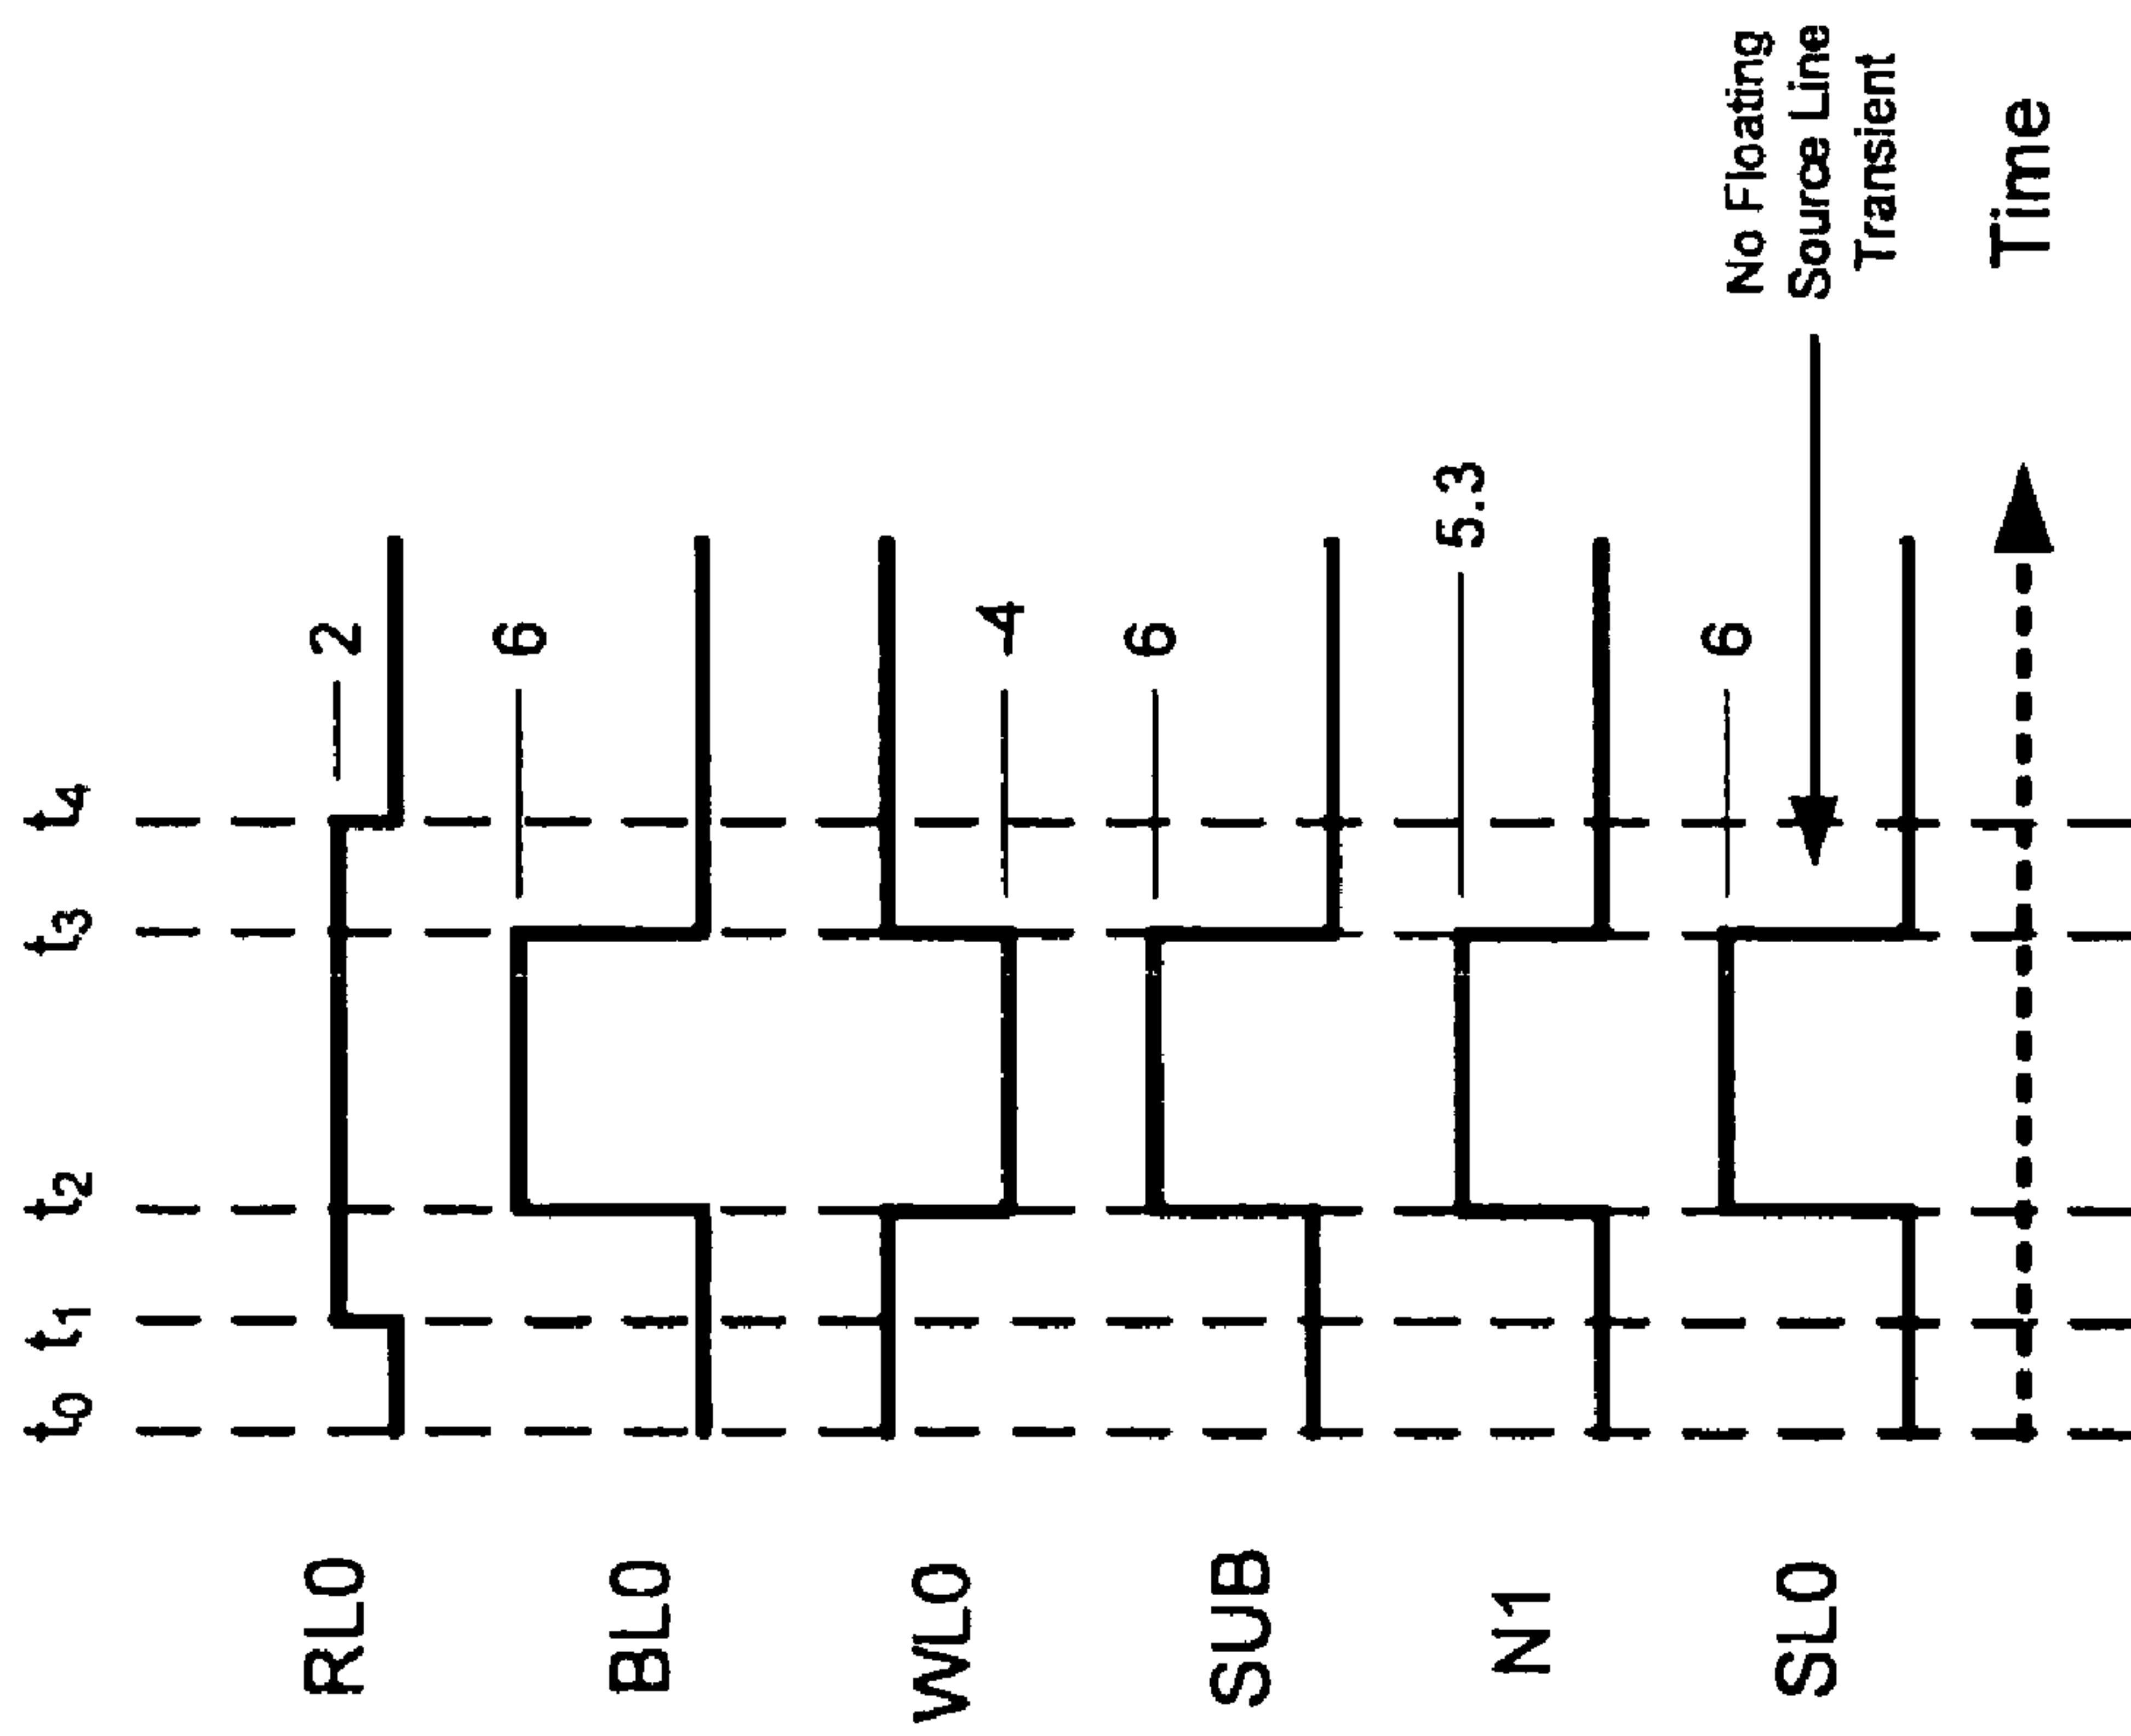 t0 t1 t2 t3 t4
RL0 2
BL0 6
WL0 -4
SUB 6
N1 5.3
SL0 6
No Floating
Source Line
Transient
Time